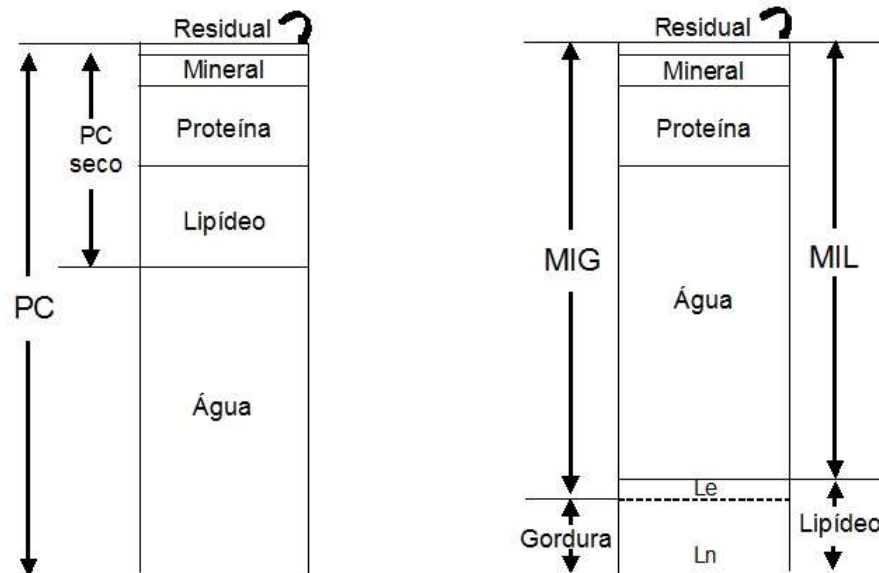 Residual
Mineral
Proteína
PC
seco
Lipídeo
PC
Água
Residual
Mineral
Proteína
MIG
MIL
Água
Le
Gordura
Lipídeo
Ln